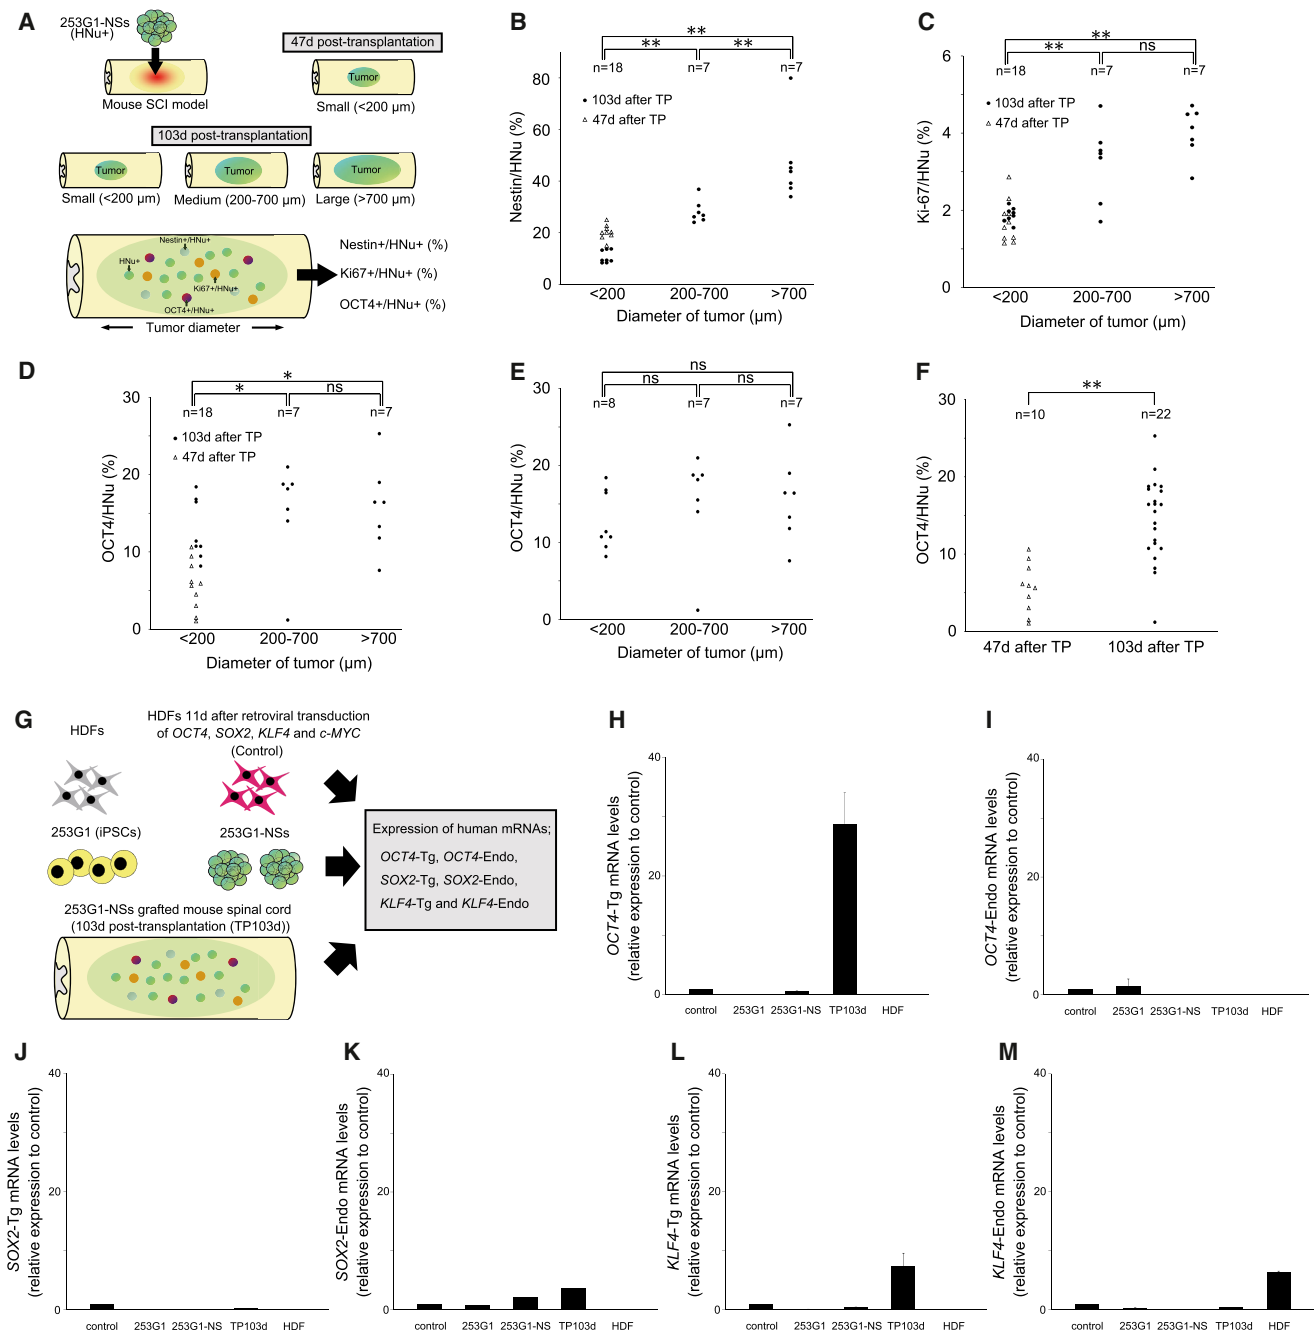 A
253G1-NSs
(HNu+)
Mouse SCI model
47d post-transplantation
Tumor
Small (<200 µm)
103d post-transplantation
Tumor
Tumor
Tumor
Small (<200 µm)
Medium (200-700 µm)
Large (>700 µm)
Nestin+/HNu+
HNu+
Ki67+/HNu+
OCT4+/HNu+
Tumor diameter
Nestin+/HNu+ (%)
Ki67+/HNu+ (%)
OCT4+/HNu+ (%)
B
**
**
**
n=18
n=7
n=7
103d after TP
47d after TP
Nestin/HNu (%)
80
60
40
20
0
<200
200-700
>700
Diameter of tumor (µm)
C
**
**
ns
n=18
n=7
n=7
103d after TP
47d after TP
Ki-67/HNu (%)
6
4
2
0
<200
200-700
>700
Diameter of tumor (µm)
D
*
*
ns
n=18
n=7
n=7
103d after TP
47d after TP
OCT4/HNu (%)
30
20
10
0
<200
200-700
>700
Diameter of tumor (µm)
E
ns
ns
ns
n=8
n=7
n=7
OCT4/HNu (%)
30
20
10
0
<200
200-700
>700
Diameter of tumor (µm)
F
**
n=10
n=22
OCT4/HNu (%)
30
20
10
0
47d after TP
103d after TP
G
HDFs
HDFs 11d after retroviral transduction
of OCT4, SOX2, KLF4 and c-MYC
(Control)
253G1 (iPSCs)
253G1-NSs
253G1-NSs grafted mouse spinal cord
(103d post-transplantation (TP103d))
Expression of human mRNAs;
OCT4-Tg, OCT4-Endo,
SOX2-Tg, SOX2-Endo,
KLF4-Tg and KLF4-Endo
H
OCT4-Tg mRNA levels
(relative expression to control)
40
20
0
control
253G1
253G1-NS
TP103d
HDF
I
OCT4-Endo mRNA levels
(relative expression to control)
40
20
0
control
253G1
253G1-NS
TP103d
HDF
J
SOX2-Tg mRNA levels
(relative expression to control)
40
20
0
control
253G1
253G1-NS
TP103d
HDF
K
SOX2-Endo mRNA levels
(relative expression to control)
40
20
0
control
253G1
253G1-NS
TP103d
HDF
L
KLF4-Tg mRNA levels
(relative expression to control)
40
20
0
control
253G1
253G1-NS
TP103d
HDF
M
KLF4-Endo mRNA levels
(relative expression to control)
40
20
0
control
253G1
253G1-NS
TP103d
HDF